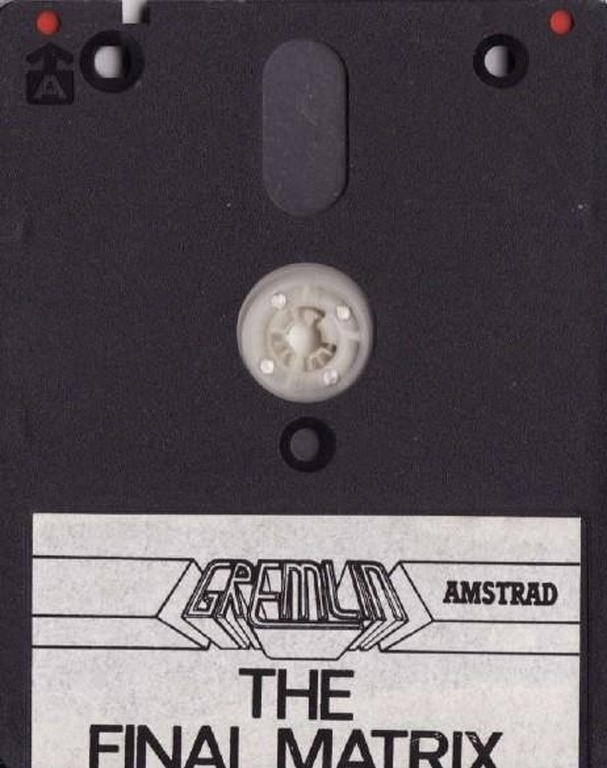 A
GREMLIN
AMSTRAD
THE
FINAL MATRIX